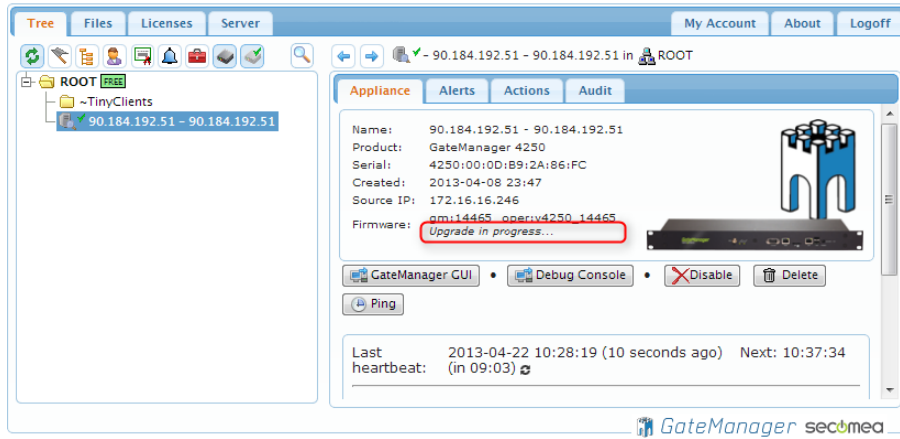 Tree Files Licenses Server My Account About Logoff
- 90.184.192.51 - 90.184.192.51 in ROOT
ROOT FREE
~TinyClients
90.184.192.51 - 90.184.192.51
Appliance Alerts Actions Audit
Name: 90.184.192.51 - 90.184.192.51
Product: GateManager 4250
Serial: 4250:00:0D:B9:2A:86:FC
Created: 2013-04-08 23:47
Source IP: 172.16.16.246
Firmware: gm:14465 oper:v4250_14465
Upgrade in progress...
GateManager GUI • Debug Console • Disable Delete
Ping
Last heartbeat: 2013-04-22 10:28:19 (10 seconds ago) Next: 10:37:34
(in 09:03)
GateManager secomea